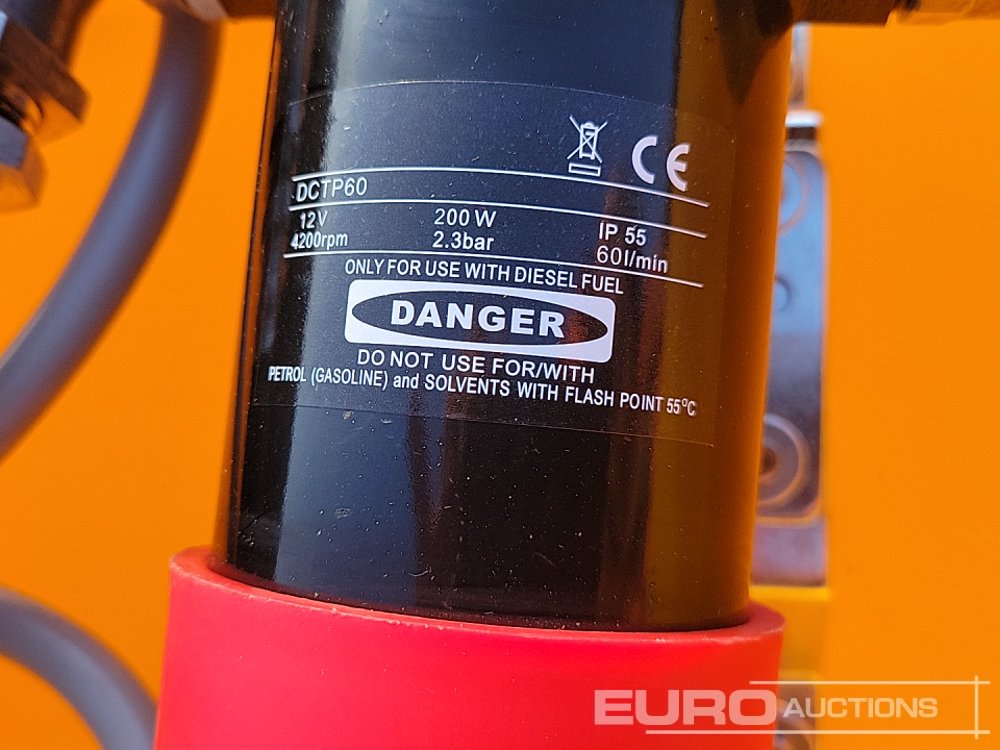 CE
DCTP60
12V 200W IP 55
4200rpm 2.3bar 60l/min
ONLY FOR USE WITH DIESEL FUEL
DANGER
DO NOT USE FOR/WITH
PETROL (GASOLINE) and SOLVENTS WITH FLASH POINT 55°C
EURO AUCTIONS